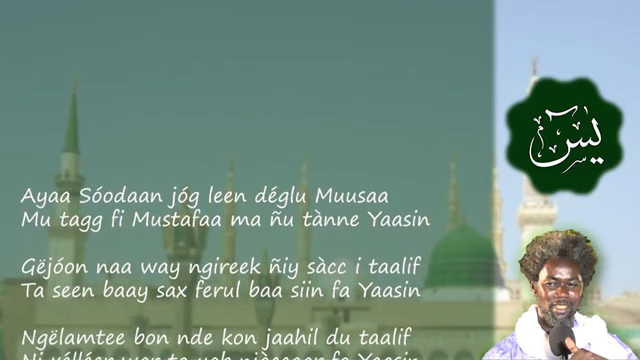 Ayaa Sóodaan jóg leen déglu Muusaa
Mu tagg fi Mustafaa ma ñu tànne Yaasin
Gëjóon naa way ngireek ñiy sàcc i taalif
Ta seen baay sax ferul baa siin fa Yaasin
Ngëlamtee bon nde kon jaahil du taalif
يس